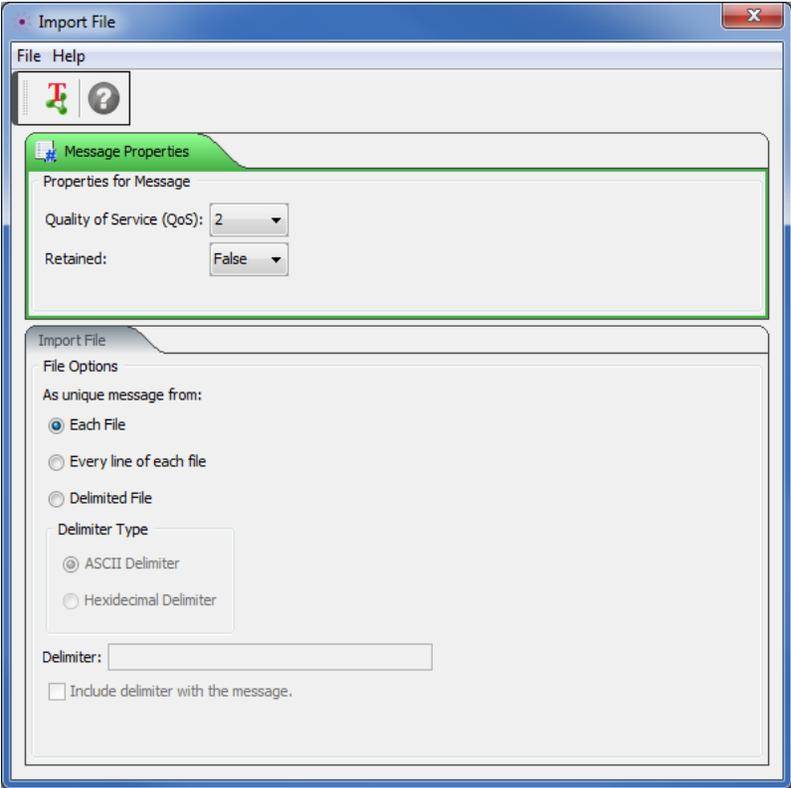 Import File
File Help
Message Properties
Properties for Message
Quality of Service (QoS): 2
Retained: False
Import File
File Options
As unique message from:
Each File
Every line of each file
Delimited File
Delimiter Type
ASCII Delimiter
Hexidecimal Delimiter
Delimiter:
Include delimiter with the message.